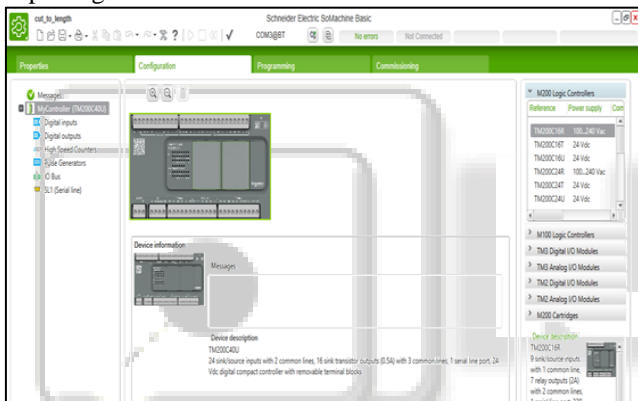 cut_to_length
Schneider Electric SoMachine Basic
COM3@BT
No errors
Not Connected
Properties
Configuration
Programming
Commissioning
Messages
MyController (TM200C40U)
Digital inputs
Digital outputs
High Speed Counters
Pulse Generators
IO Bus
SL1 (Serial line)
Device information
Messages
Device description
TM200C40U
24 sink/source inputs with 2 common lines, 16 sink transistor outputs (0.5A) with 3 common lines, 1 serial line port, 24
Vdc digital compact controller with removable terminal blocks
M200 Logic Controllers
Reference Power supply Com
TM200C16R 100...240 Vac
TM200C16T 24 Vdc
TM200C16U 24 Vdc
TM200C24R 100...240 Vac
TM200C24T 24 Vdc
TM200C24U 24 Vdc
M100 Logic Controllers
TM3 Digital I/O Modules
TM3 Analog I/O Modules
TM2 Digital I/O Modules
TM2 Analog I/O Modules
M200 Cartridges
Device description
TM200C16R
9 sink/source inputs
with 1 common line,
7 relay outputs (2A)
with 2 common lines,